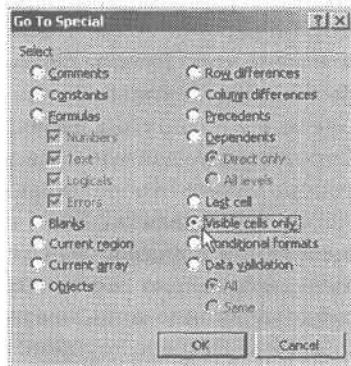 Go To Special
Select
Comments
Constants
Formulas
Numbers
Text
Logicals
Errors
Blanks
Current region
Current array
Objects
Row differences
Column differences
Precedents
Dependents
Direct only
All levels
Last cell
Visible cells only
Conditional formats
Data validation
All
Same
OK
Cancel